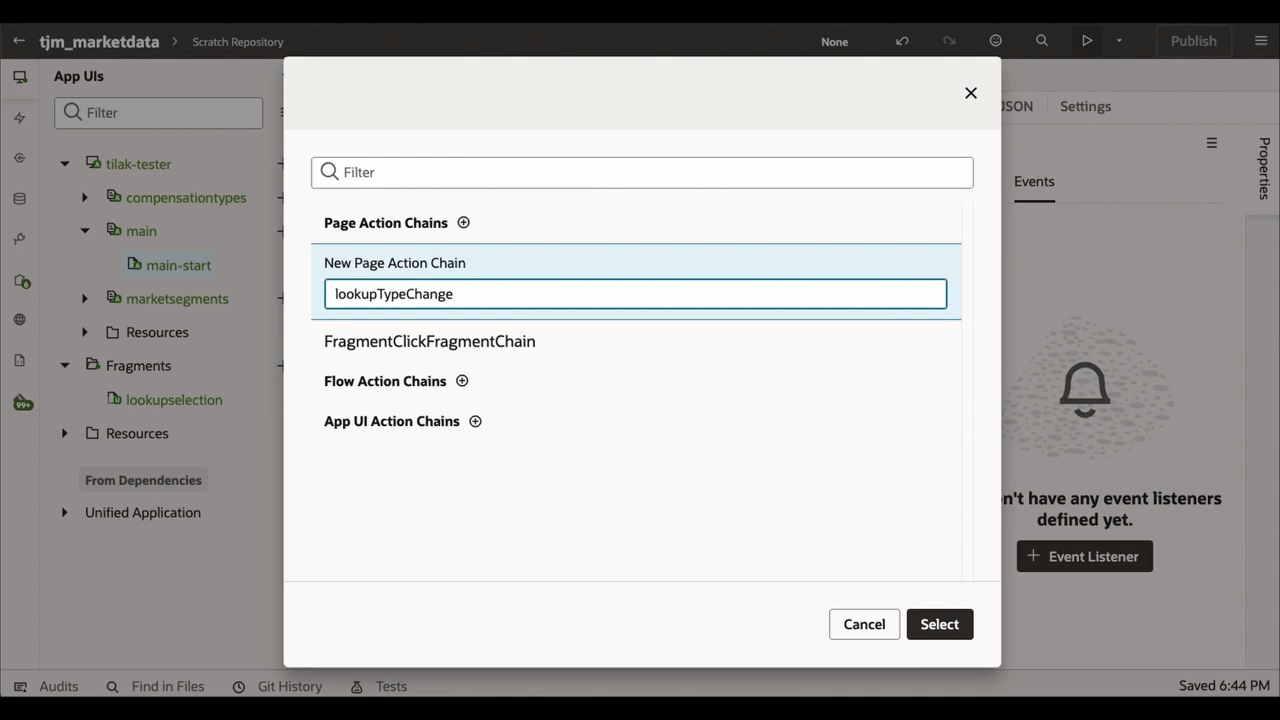 tjm_marketdata
Scratch Repository
None
Publish
App UIs
Filter
tilak-tester
compensationtypes
main
main-start
marketsegments
Resources
Fragments
lookupselection
Resources
From Dependencies
Unified Application
99+
Filter
Page Action Chains
New Page Action Chain
lookupTypeChange
FragmentClickFragmentChain
Flow Action Chains
App UI Action Chains
Cancel
Select
JSON
Settings
Events
Properties
n't have any event listeners
defined yet.
Event Listener
Audits
Find in Files
Git History
Tests
Saved 6:44 PM